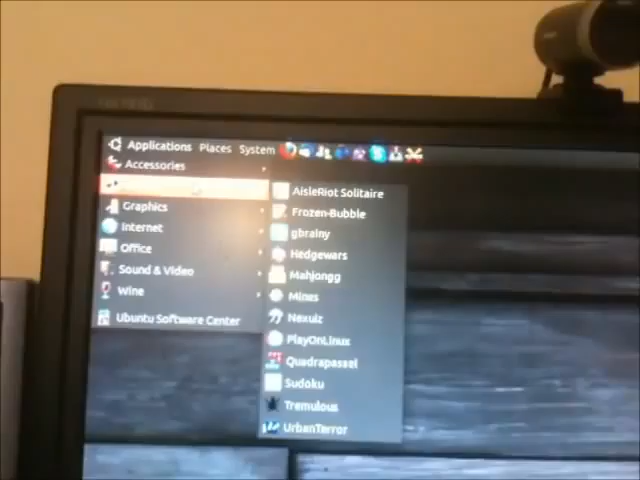 Applications Places System
Accessories
Graphics
Internet
Office
Sound & Video
Wine
Ubuntu Software Center
AisleRiot Solitaire
Frozen-Bubble
gbrainy
Hedgewars
Mahjongg
Mines
Nexuiz
PlayOnLinux
Quadrapassel
Sudoku
Tremulous
UrbanTerror